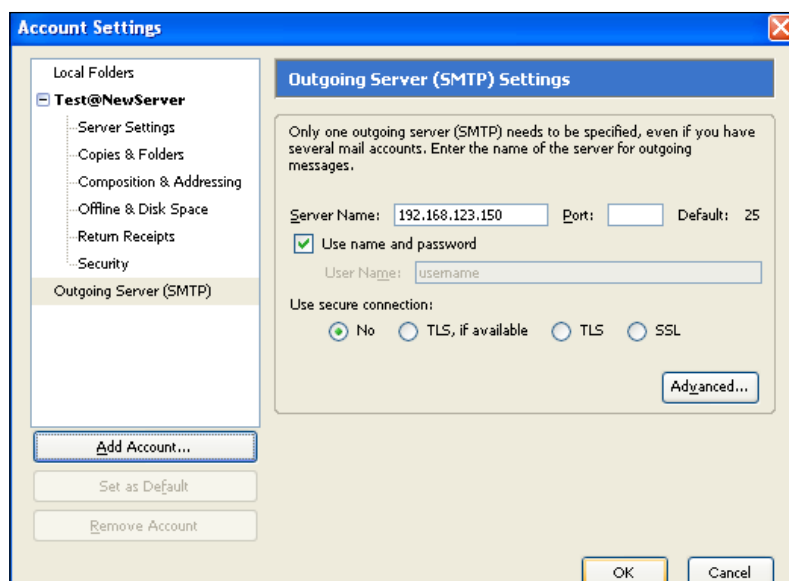 Account Settings
Local Folders
Test@NewServer
Server Settings
Copies & Folders
Composition & Addressing
Offline & Disk Space
Return Receipts
Security
Outgoing Server (SMTP)
Add Account...
Set as Default
Remove Account
Outgoing Server (SMTP) Settings
Only one outgoing server (SMTP) needs to be specified, even if you have
several mail accounts. Enter the name of the server for outgoing
messages.
Server Name: 192.168.123.150 Port: Default: 25
Use name and password
User Name: username
Use secure connection:
No TLS, if available TLS SSL
Advanced...
OK Cancel